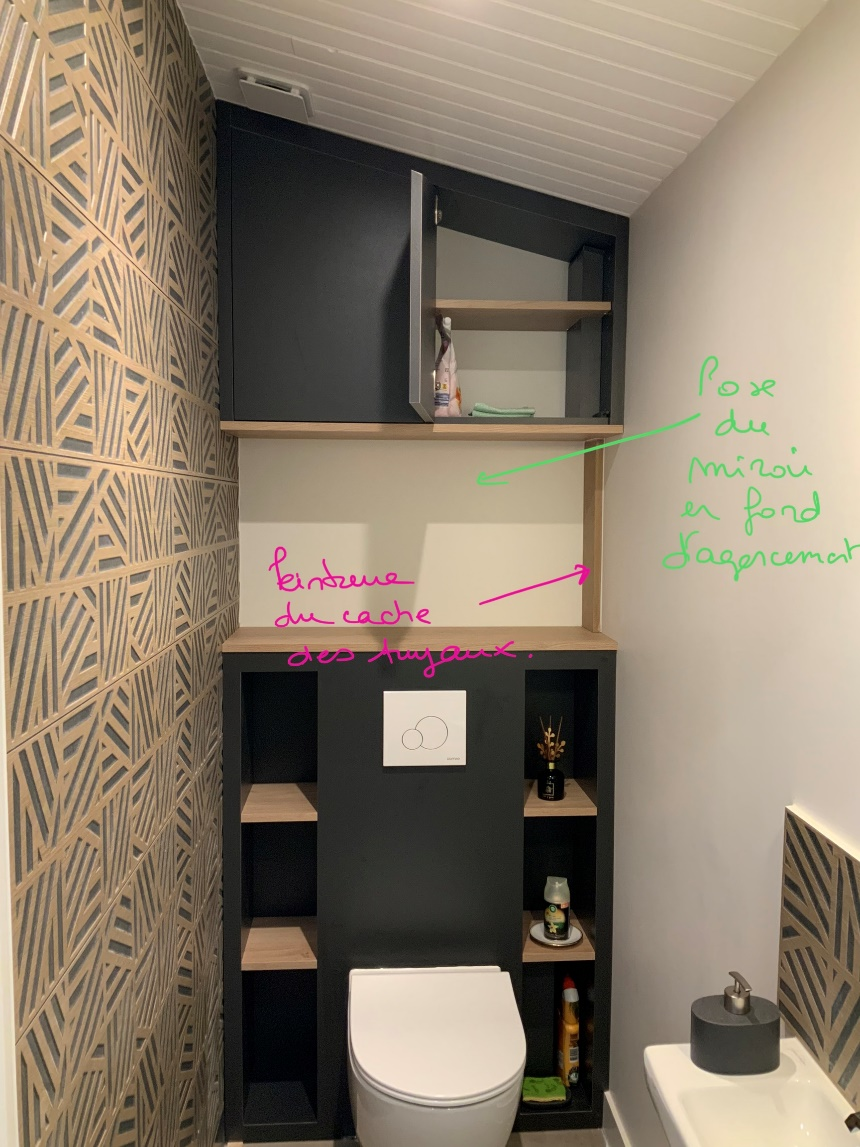 Pose
du
miroir
en fond
d'agencement
Peinture
du cache
des tuyaux.